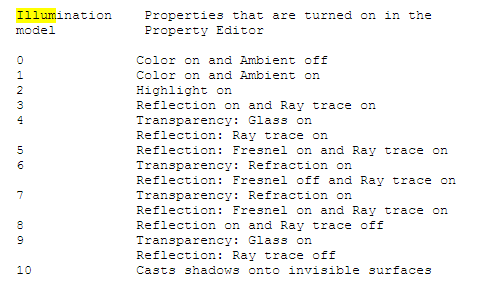 Illumination    Properties that are turned on in the
model           Property Editor
0              Color on and Ambient off
1              Color on and Ambient on
2              Highlight on
3              Reflection on and Ray trace on
4              Transparency: Glass on
               Reflection: Ray trace on
5              Reflection: Fresnel on and Ray trace on
6              Transparency: Refraction on
               Reflection: Fresnel off and Ray trace on
7              Transparency: Refraction on
               Reflection: Fresnel on and Ray trace on
8              Reflection on and Ray trace off
9              Transparency: Glass on
               Reflection: Ray trace off
10             Casts shadows onto invisible surfaces